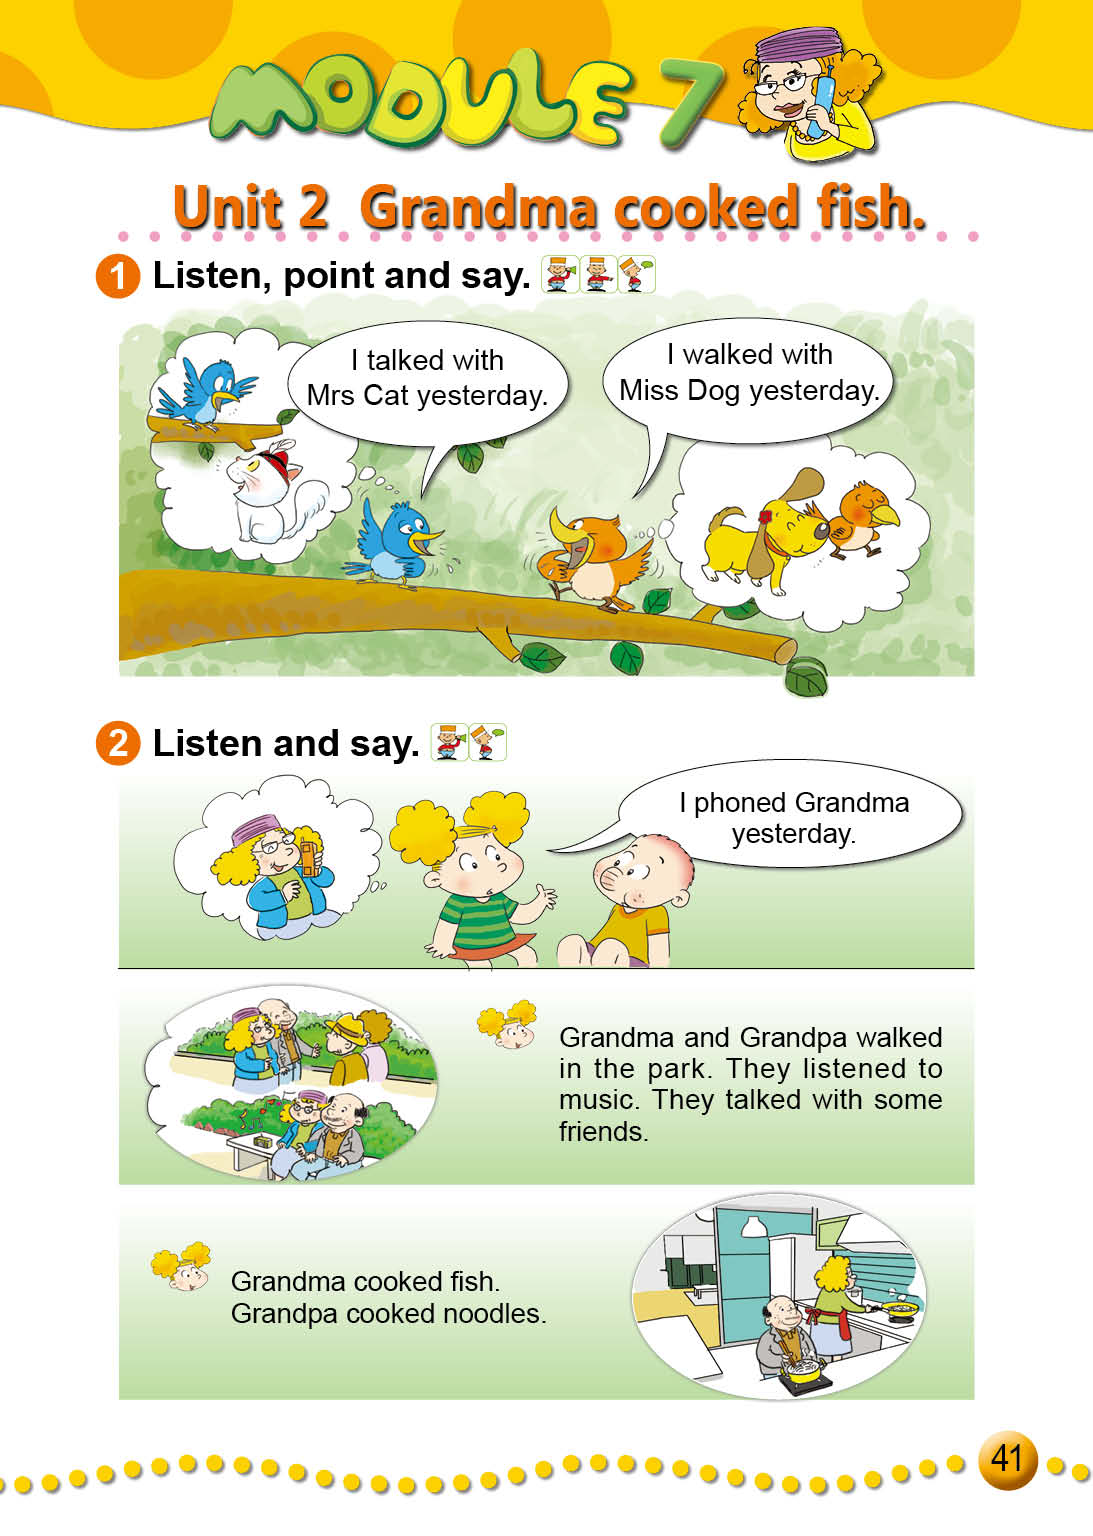 MODULE 7
Unit 2 Grandma cooked fish.
1 Listen, point and say.
I talked with
Mrs Cat yesterday.
I walked with
Miss Dog yesterday.
2 Listen and say.
I phoned Grandma
yesterday.
Grandma and Grandpa walked
in the park. They listened to
music. They talked with some
friends.
Grandma cooked fish.
Grandpa cooked noodles.
41